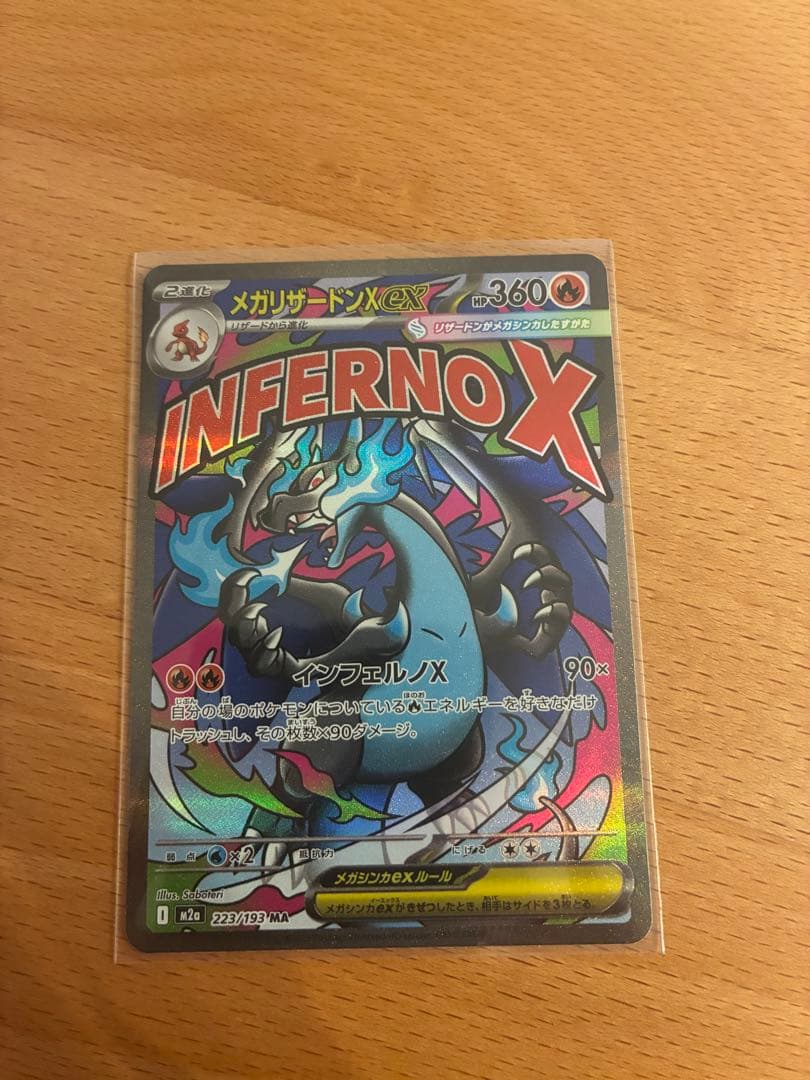 2進化
メガリザードンXex
HP360
リザードから進化
リザードンがメガシンカしたすがた
INFERNO X
インフェルノX 90×
自分の場のポケモンについている エネルギーを好きなだけ
トラッシュし、その枚数×90ダメージ。
弱点 ×2 抵抗力 にげる
メガシンカexルール
メガシンカexがきぜつしたとき、相手はサイドを3枚とる。
Illus. Saboteri
I m2a 223/193 MA